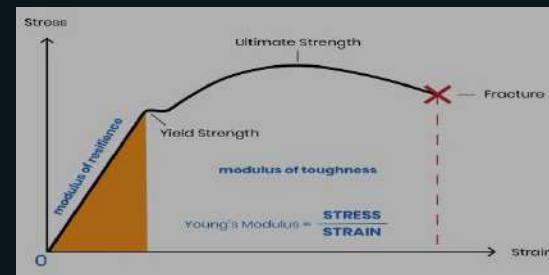 Stress
Ultimate Strength
Fracture
Yield Strength
modulus of resilience
modulus of toughness
Young's Modulus = STRESS
STRAIN
O
Strain